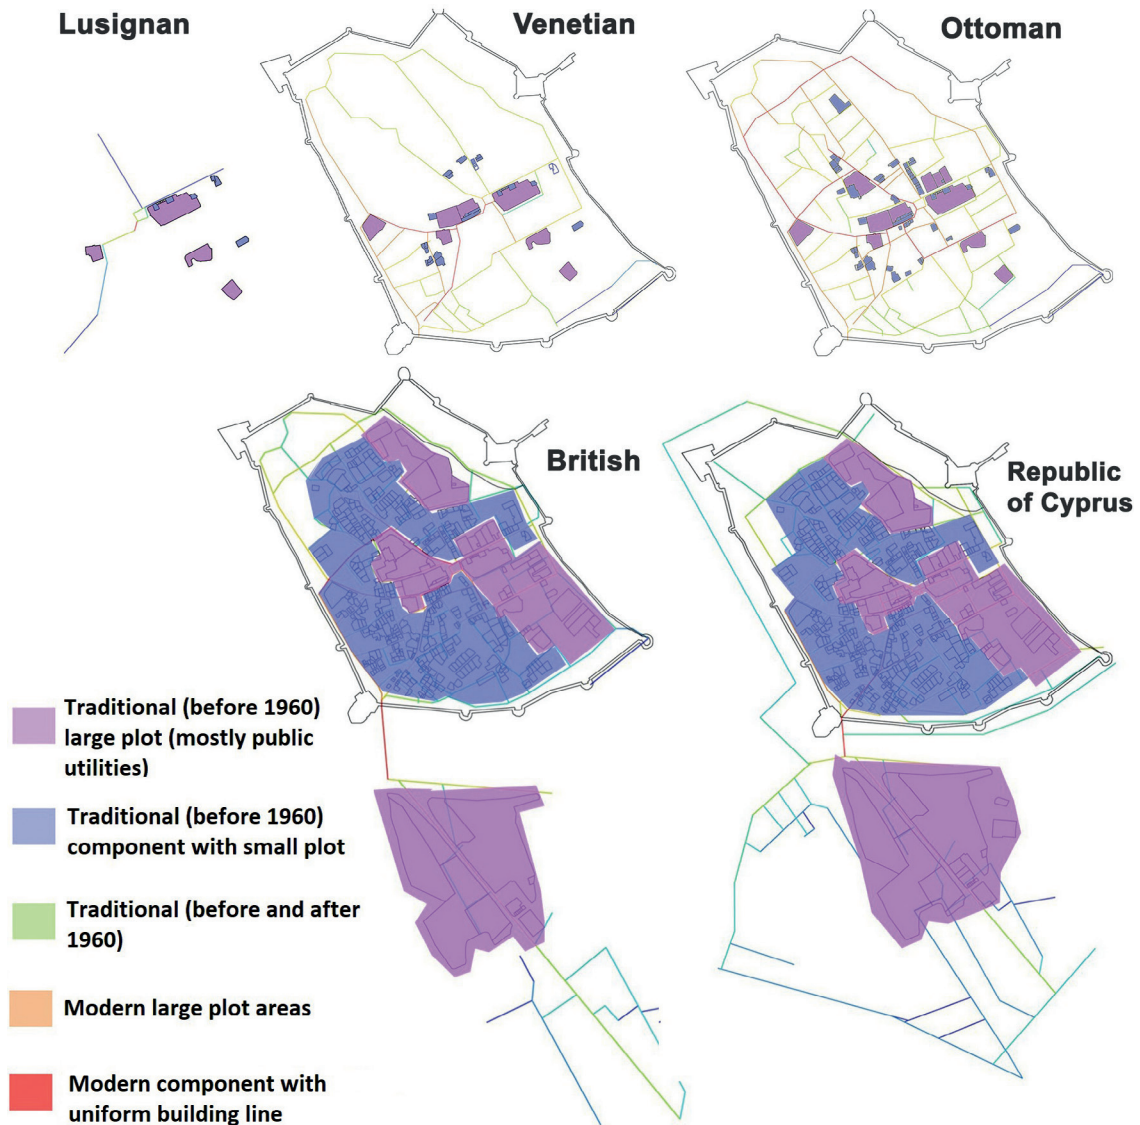 Lusignan
Venetian
Ottoman
British
Republic
of Cyprus
Traditional (before 1960)
large plot (mostly public
utilities)
Traditional (before 1960)
component with small plot
Traditional (before and after
1960)
Modern large plot areas
Modern component with
uniform building line